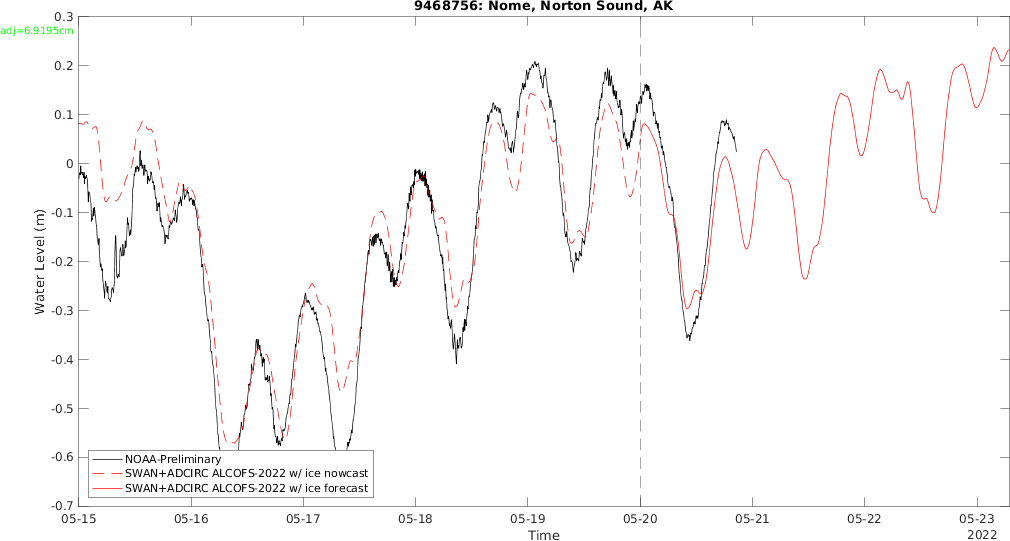 9468756: Nome, Norton Sound, AK
adj=6.9195cm
0.3
0.2
0.1
0
-0.1
-0.2
-0.3
-0.4
-0.5
-0.6
-0.7
Water Level (m)
NOAA-Preliminary
SWAN+ADCIRC ALCOFS-2022 w/ ice nowcast
SWAN+ADCIRC ALCOFS-2022 w/ ice forecast
05-15 05-16 05-17 05-18 05-19 05-20 05-21 05-22 05-23
2022
Time